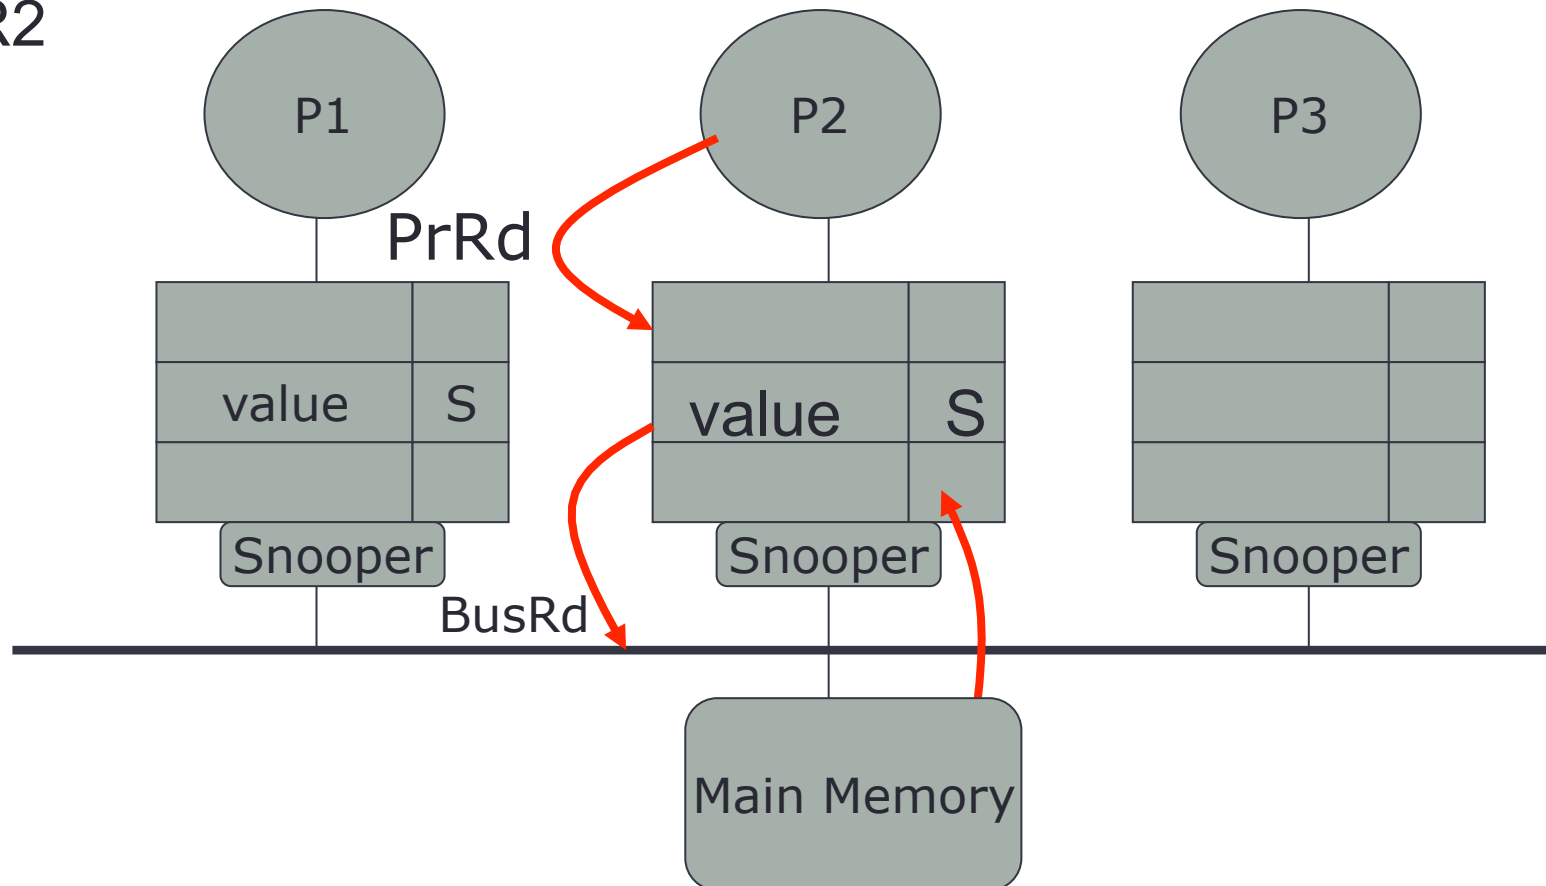 R2
P1
P2
P3
PrRd
value
S
value
S
Snooper
Snooper
Snooper
BusRd
Main Memory